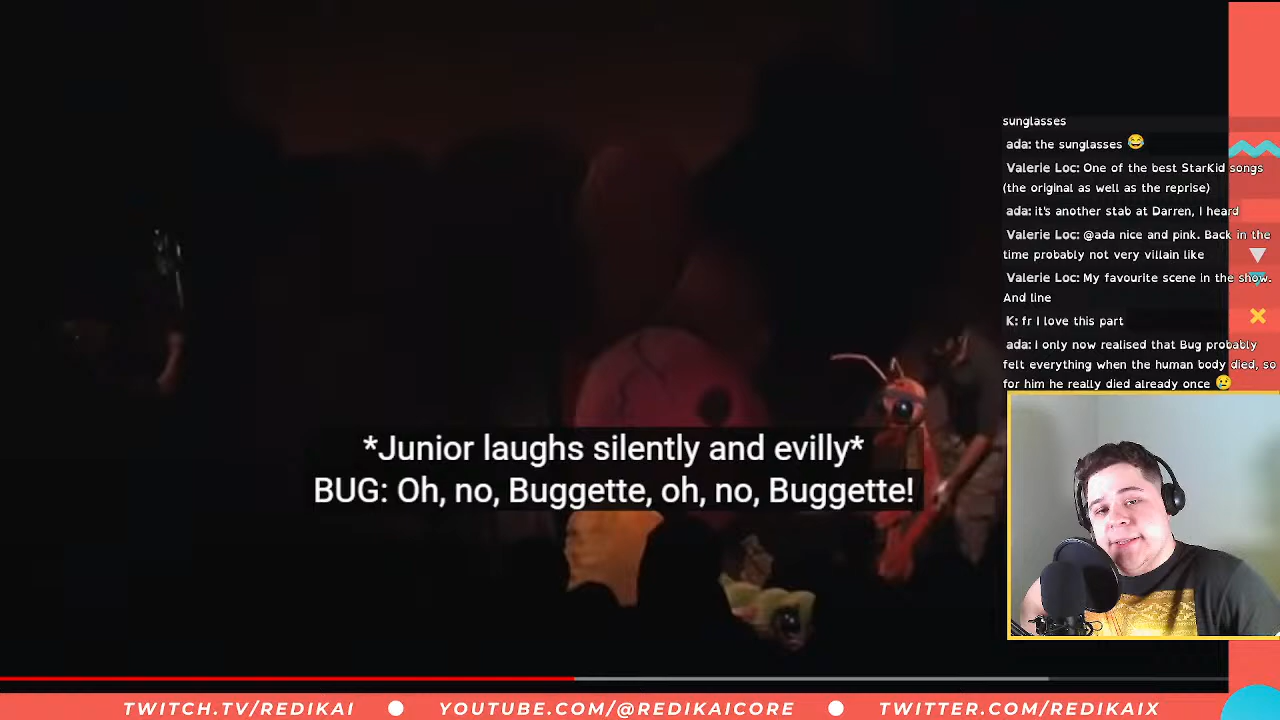 sunglasses
ada: the sunglasses 😂
Valerie Loc: One of the best StarKid songs
(the original as well as the reprise)
ada: it's another stab at Darren, I heard
Valerie Loc: @ada nice and pink. Back in the
time probably not very villain like
Valerie Loc: My favourite scene in the show.
And line
K: fr I love this part
ada: I only now realised that Bug probably
felt everything when the human body died, so
for him he really died already once 😢
*Junior laughs silently and evilly*
BUG: Oh, no, Buggette, oh, no, Buggette!
TWITCH.TV/REDIKAI
YOUTUBE.COM/@REDIKAICORE
TWITTER.COM/REDIKAIX